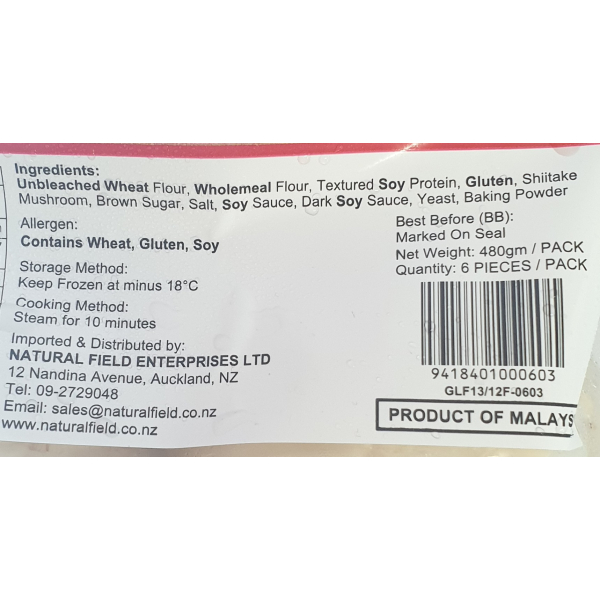 Ingredients:
Unbleached Wheat Flour, Wholemeal Flour, Textured Soy Protein, Gluten, Shiitake
Mushroom, Brown Sugar, Salt, Soy Sauce, Dark Soy Sauce, Yeast, Baking Powder
Allergen:
Contains Wheat, Gluten, Soy
Storage Method:
Keep Frozen at minus 18°C
Cooking Method:
Steam for 10 minutes
Imported & Distributed by:
NATURAL FIELD ENTERPRISES LTD
12 Nandina Avenue, Auckland, NZ
Tel: 09-2729048
Email: sales@naturalfield.co.nz
www.naturalfield.co.nz
Best Before (BB):
Marked On Seal
Net Weight: 480gm / PACK
Quantity: 6 PIECES / PACK
9418401000603
GLF13/12F-0603
PRODUCT OF MALAYS